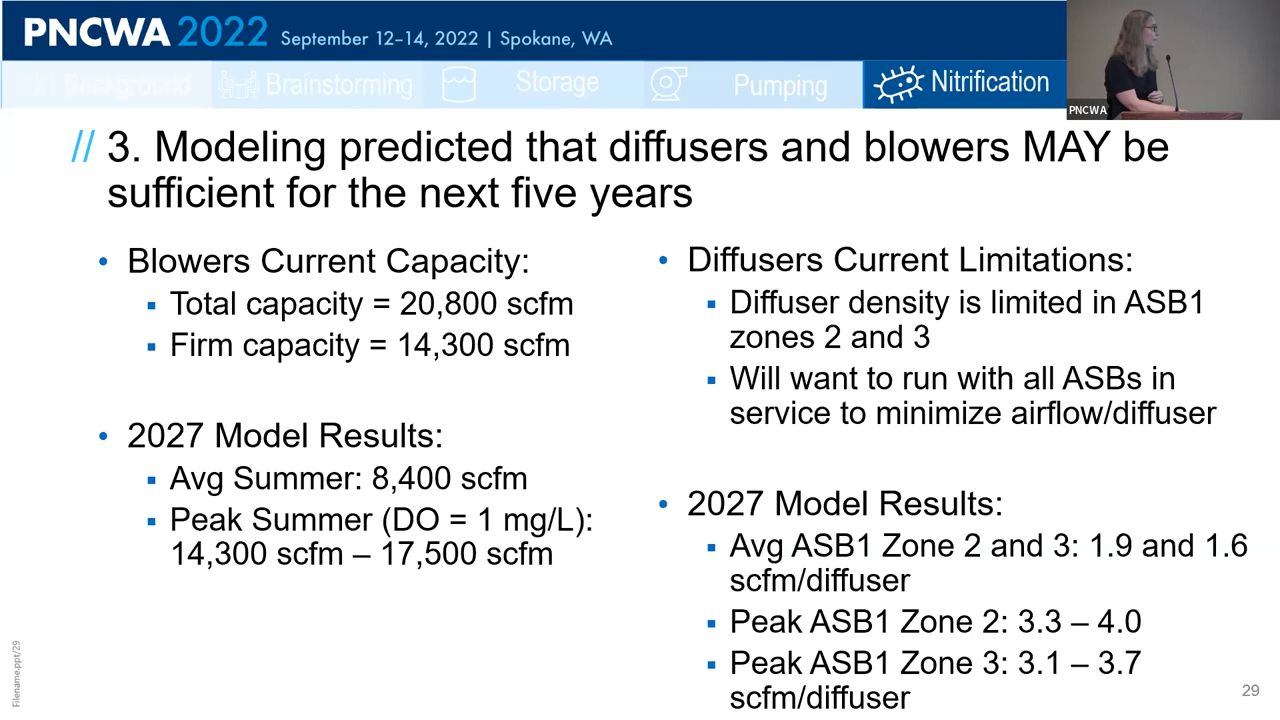 PNCWA 2022 September 12–14, 2022 | Spokane, WA
Background Brainstorming Storage Pumping Nitrification
PNCWA
// 3. Modeling predicted that diffusers and blowers MAY be
sufficient for the next five years
• Blowers Current Capacity:
▪ Total capacity = 20,800 scfm
▪ Firm capacity = 14,300 scfm
• 2027 Model Results:
▪ Avg Summer: 8,400 scfm
▪ Peak Summer (DO = 1 mg/L):
14,300 scfm – 17,500 scfm
• Diffusers Current Limitations:
▪ Diffuser density is limited in ASB1
zones 2 and 3
▪ Will want to run with all ASBs in
service to minimize airflow/diffuser
• 2027 Model Results:
▪ Avg ASB1 Zone 2 and 3: 1.9 and 1.6
scfm/diffuser
▪ Peak ASB1 Zone 2: 3.3 – 4.0
▪ Peak ASB1 Zone 3: 3.1 – 3.7
scfm/diffuser
Filename.ppt/29
29